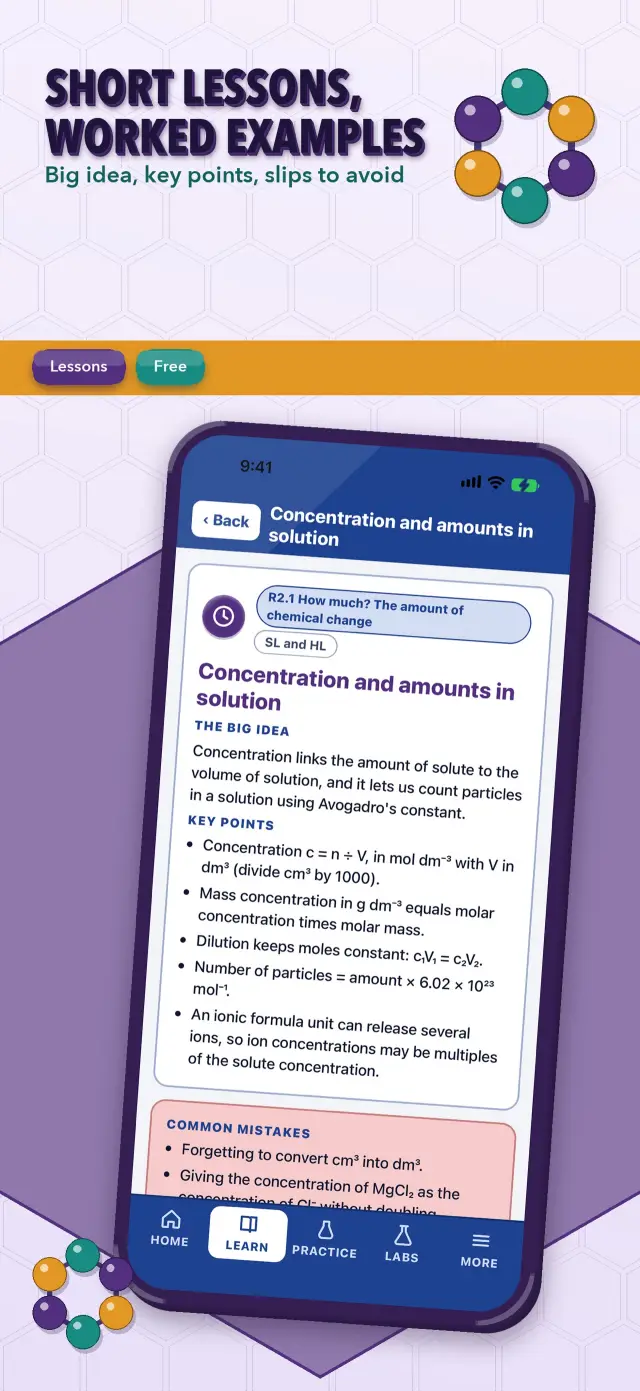 SHORT LESSONS,
WORKED EXAMPLES
Big idea, key points, slips to avoid
Lessons
Free
9:41
‹ Back
Concentration and amounts in
solution
R2.1 How much? The amount of
chemical change
SL and HL
Concentration and amounts in
solution
THE BIG IDEA
Concentration links the amount of solute to the
volume of solution, and it lets us count particles
in a solution using Avogadro's constant.
KEY POINTS
• Concentration c = n ÷ V, in mol dm⁻³ with V in
dm³ (divide cm³ by 1000).
• Mass concentration in g dm⁻³ equals molar
concentration times molar mass.
• Dilution keeps moles constant: c₁V₁ = c₂V₂.
• Number of particles = amount × 6.02 × 10²³
mol⁻¹.
• An ionic formula unit can release several
ions, so ion concentrations may be multiples
of the solute concentration.
COMMON MISTAKES
• Forgetting to convert cm³ into dm³.
• Giving the concentration of MgCl₂ as the
concentration of Cl⁻ without doubling
HOME
LEARN
PRACTICE
LABS
MORE